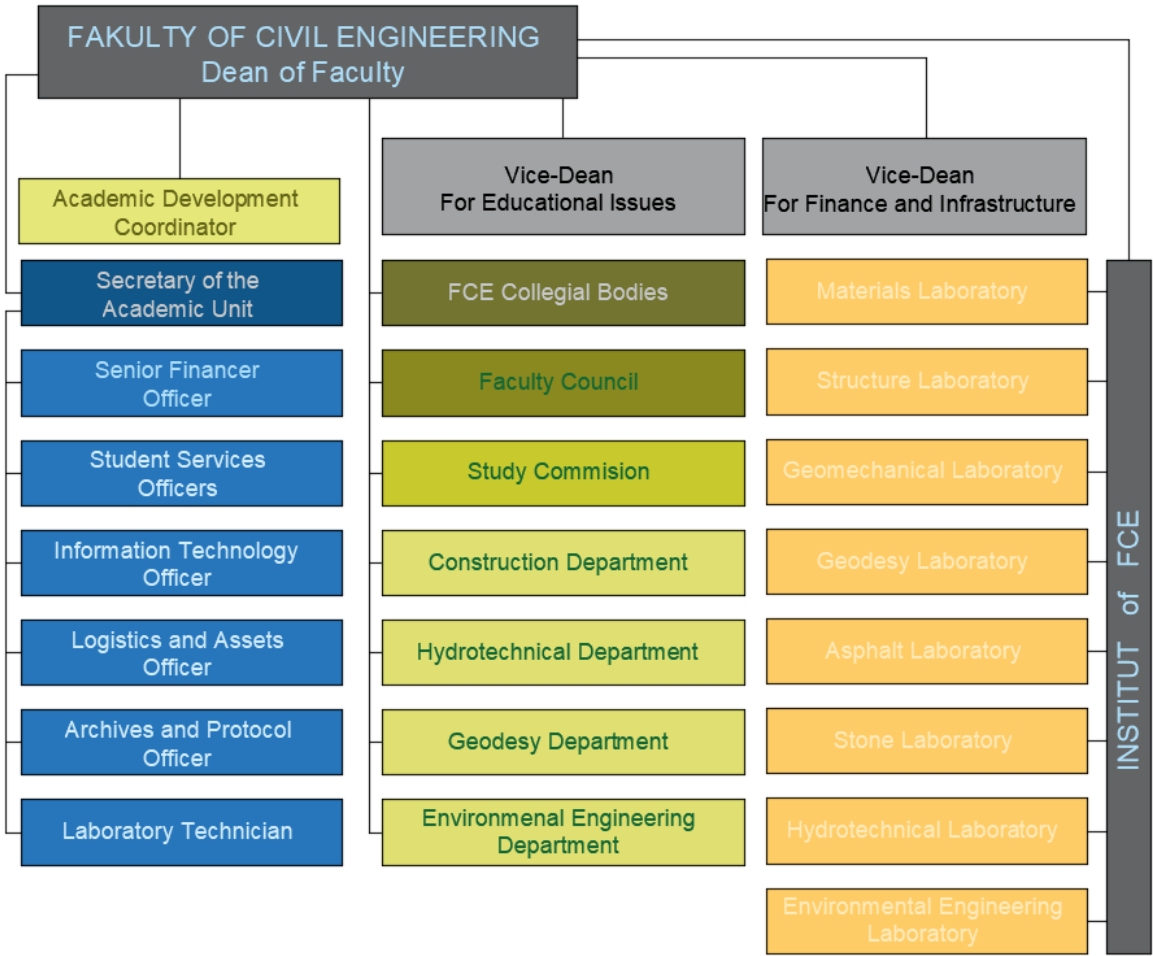 FAKULTY OF CIVIL ENGINEERING
Dean of Faculty
Academic Development
Coordinator
Secretary of the
Academic Unit
Senior Financer
Officer
Student Services
Officers
Information Technology
Officer
Logistics and Assets
Officer
Archives and Protocol
Officer
Laboratory Technician
Vice-Dean
For Educational Issues
FCE Collegial Bodies
Faculty Council
Study Commision
Construction Department
Hydrotechnical Department
Geodesy Department
Environmenal Engineering
Department
Vice-Dean
For Finance and Infrastructure
Materials Laboratory
Structure Laboratory
Geomechanical Laboratory
Geodesy Laboratory
Asphalt Laboratory
Stone Laboratory
Hydrotechnical Laboratory
Environmental Engineering
Laboratory
INSTITUT of FCE